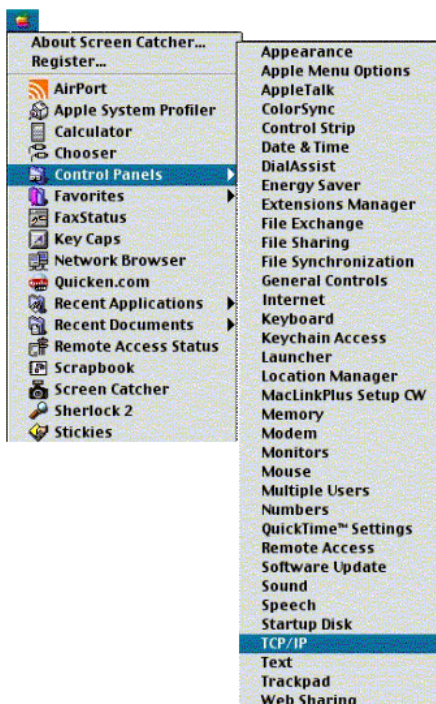 About Screen Catcher...
Register...
AirPort
Apple System Profiler
Calculator
Chooser
Control Panels
Favorites
FaxStatus
Key Caps
Network Browser
Quicken.com
Recent Applications
Recent Documents
Remote Access Status
Scrapbook
Screen Catcher
Sherlock 2
Stickies
Appearance
Apple Menu Options
AppleTalk
ColorSync
Control Strip
Date & Time
DialAssist
Energy Saver
Extensions Manager
File Exchange
File Sharing
File Synchronization
General Controls
Internet
Keyboard
Keychain Access
Launcher
Location Manager
MacLinkPlus Setup CW
Memory
Modem
Monitors
Mouse
Multiple Users
Numbers
QuickTime™ Settings
Remote Access
Software Update
Sound
Speech
Startup Disk
TCP/IP
Text
Trackpad
Web Sharing